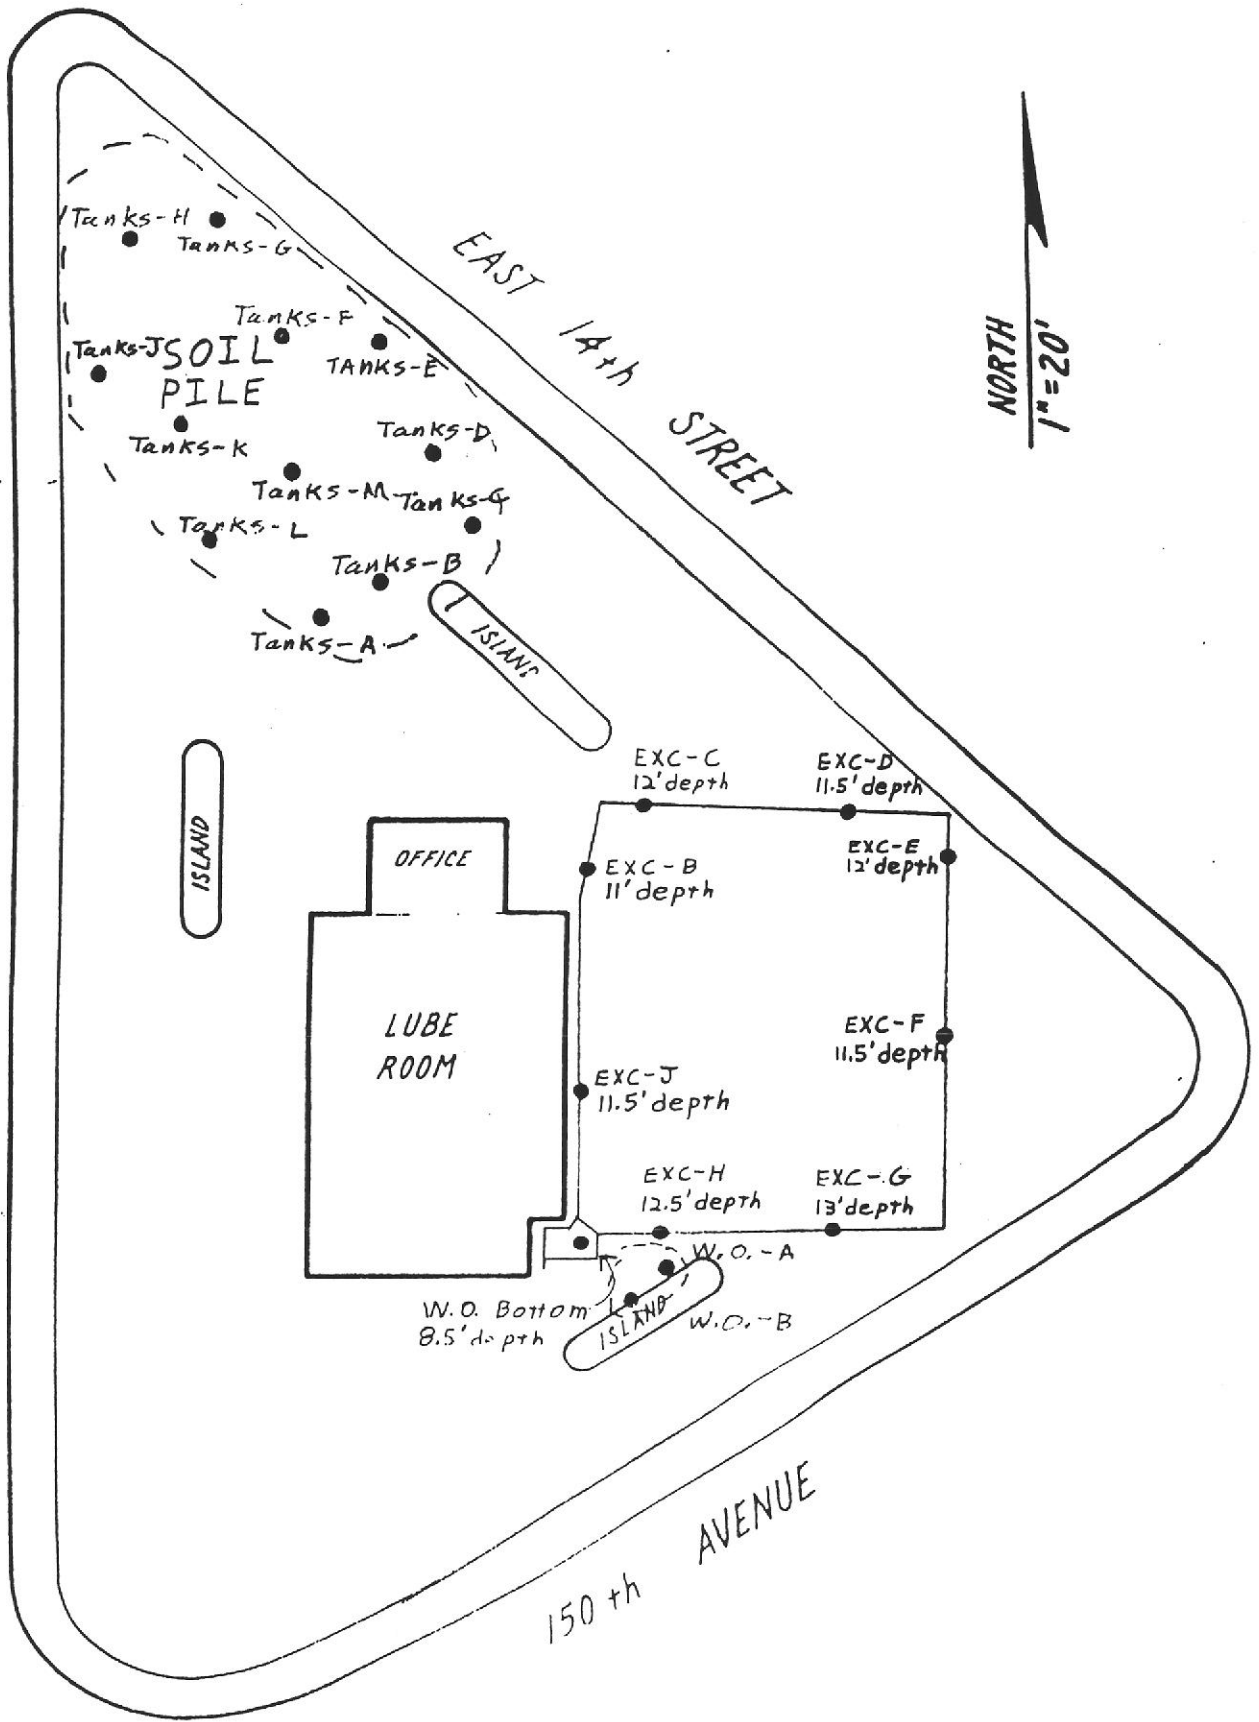 Tanks-H
Tanks-G
EAST 14th STREET
NORTH
1"=20'
Tanks-F
TANKS-E
Tanks-J
SOIL
PILE
Tanks-K
Tanks-D
Tanks-M
Tanks-C
Tanks-L
Tanks-B
Tanks-A
ISLAND
EXC-C
12' depth
EXC-D
11.5' depth
ISLAND
OFFICE
EXC-B
11' depth
EXC-E
12' depth
LUBE
ROOM
EXC-F
11.5' depth
EXC-J
11.5' depth
EXC-H
12.5' depth
EXC-G
13' depth
W.O.-A
W.O. Bottom
8.5' depth
ISLAND
W.O.-B
150th AVENUE